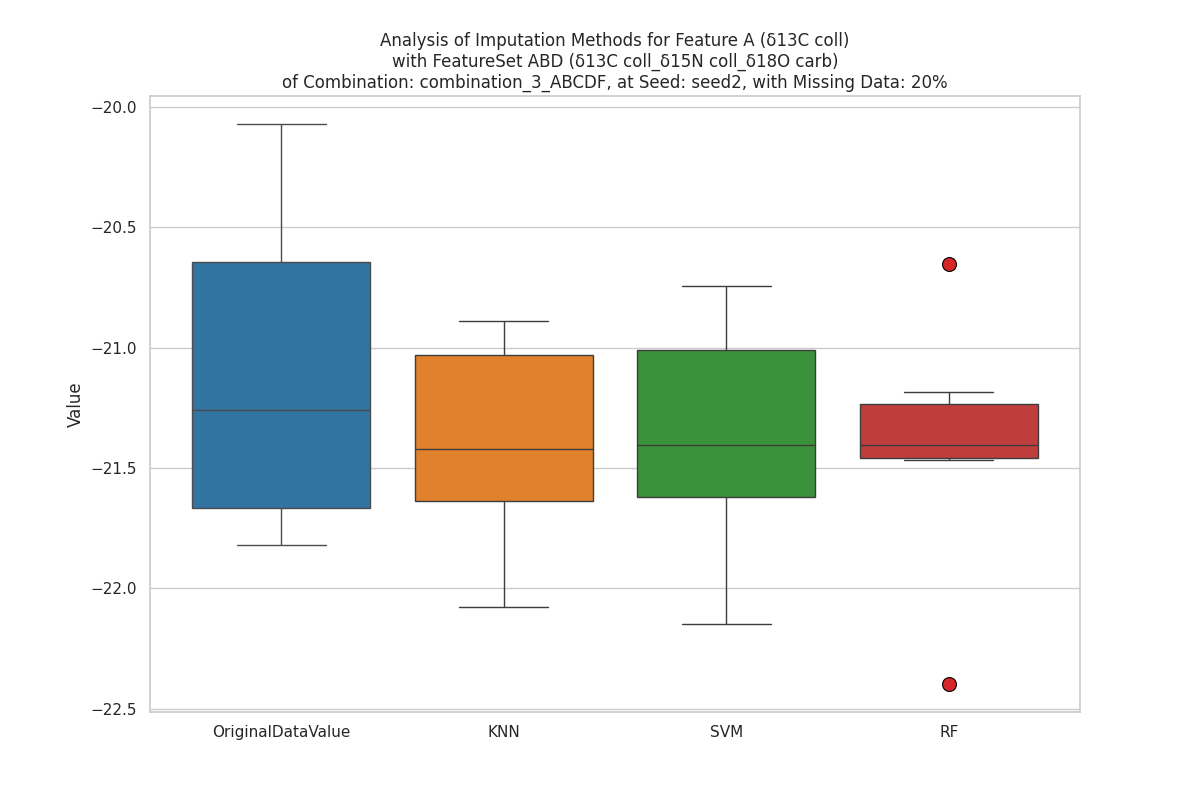 Analysis of Imputation Methods for Feature A (δ13C coll)
with FeatureSet ABD (δ13C coll_δ15N coll_δ18O carb)
of Combination: combination_3_ABCDF, at Seed: seed2, with Missing Data: 20%
Value
−20.0
−20.5
−21.0
−21.5
−22.0
−22.5
OriginalDataValue
KNN
SVM
RF